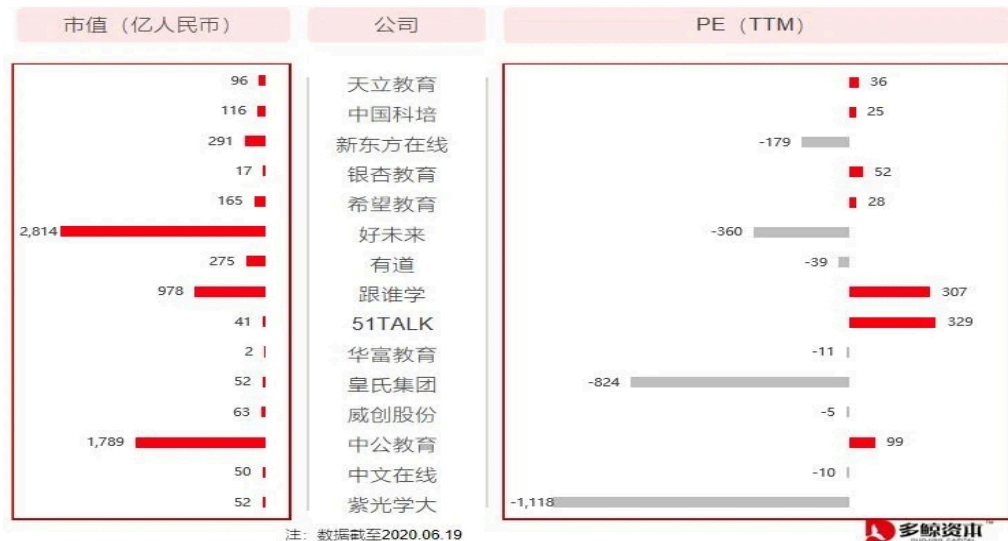 市值（亿人民币） 公司 PE（TTM）
96 天立教育 36
116 中国科培 25
291 新东方在线 -179
17 银杏教育 52
165 希望教育 28
2,814 好未来 -360
275 有道 -39
978 跟谁学 307
41 51TALK 329
2 华富教育 -11
52 皇氏集团 -824
63 威创股份 -5
1,789 中公教育 99
50 中文在线 -10
52 紫光学大 -1,118
注：数据截至2020.06.19
多鲸资本